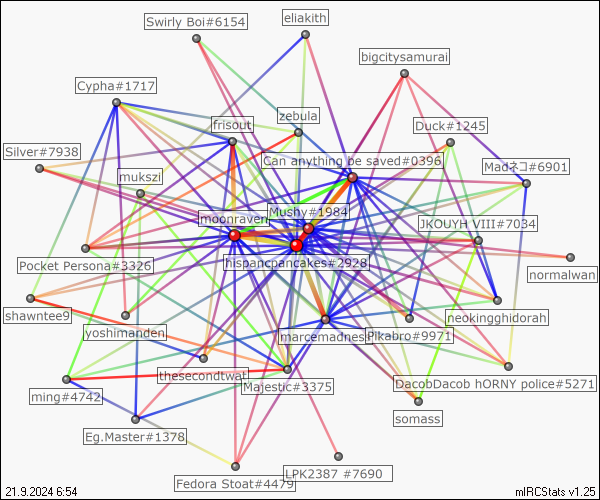 Swirly Boi#6154
eliakith
bigcitysamurai
Cypha#1717
zebula
frisout
Duck#1245
Silver#7938
Can anything be saved#0396
Madネコ#6901
mukszi
Mushy#1984
moonraven
JKOUYH VIII#7034
Pocket Persona#3326
hispancpancakes#2928
normalwan
shawntee9
yoshimanden
marcemadness
Pikabro#9971
neokingghidorah
thesecondtwat
Majestic#3375
DacobDacob hORNY police#5271
ming#4742
somass
Eg.Master#1378
Fedora Stoat#4479
LPK2387 #7690
21.9.2024 6:54
mIRCStats v1.25